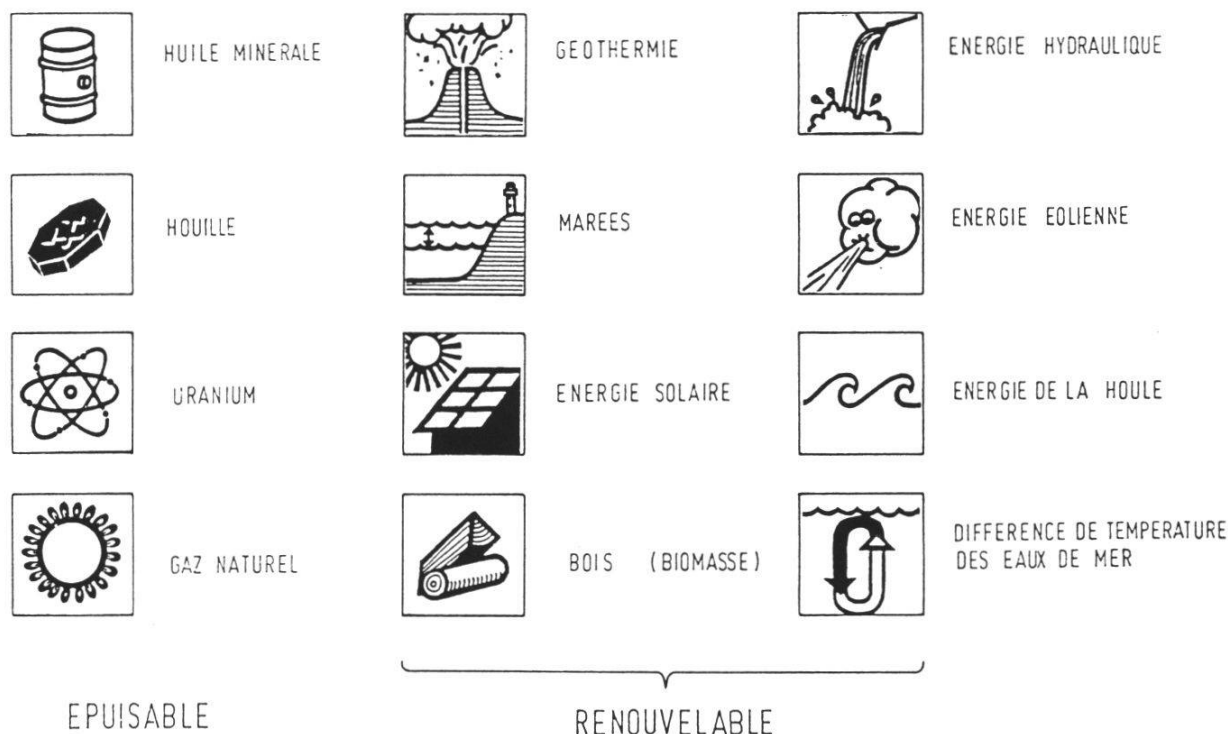 HUILE MINERALE
GEOTHERMIE
ENERGIE HYDRAULIQUE
HOUILLE
MAREES
ENERGIE EOLIENNE
URANIUM
ENERGIE SOLAIRE
ENERGIE DE LA HOULE
GAZ NATUREL
BOIS (BIOMASSE)
DIFFERENCE DE TEMPERATURE
DES EAUX DE MER
EPUISABLE
RENOUVELABLE